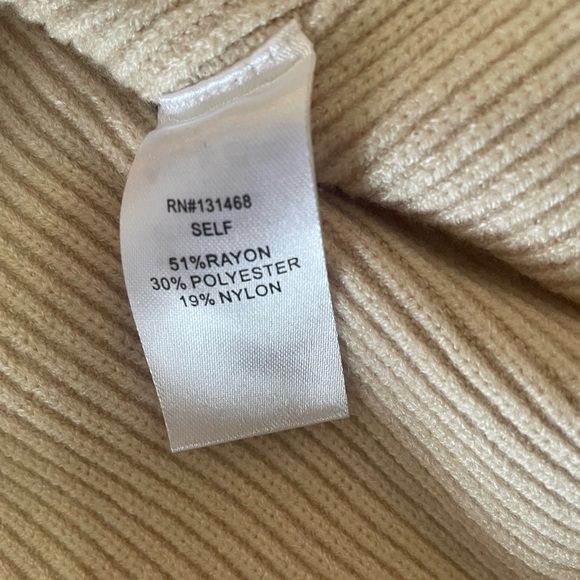 RN#131468
SELF
51%RAYON
30% POLYESTER
19% NYLON